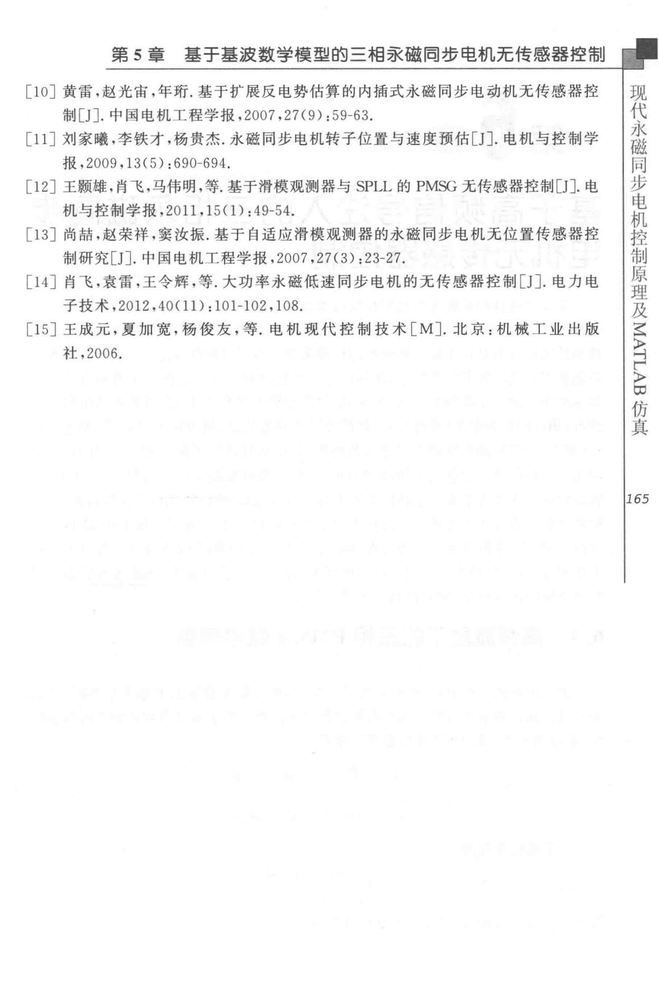 第 5 章 基于基波数学模型的三相永磁同步电机无传感器控制
[10] 黄雷,赵光宙,年珩. 基于扩展反电势估算的内插式永磁同步电动机无传感器控
制[J]. 中国电机工程学报,2007,27(9):59-63.
[11] 刘家曦,李铁才,杨贵杰. 永磁同步电机转子位置与速度预估[J]. 电机与控制学
报,2009,13(5):690-694.
[12] 王颢雄,肖飞,马伟明,等. 基于滑模观测器与 SPLL 的 PMSG 无传感器控制[J]. 电
机与控制学报,2011,15(1):49-54.
[13] 尚喆,赵荣祥,窦汝振. 基于自适应滑模观测器的永磁同步电机无位置传感器控
制研究[J]. 中国电机工程学报,2007,27(3):23-27.
[14] 肖飞,袁雷,王令辉,等. 大功率永磁低速同步电机的无传感器控制[J]. 电力电
子技术,2012,40(11):101-102,108.
[15] 王成元,夏加宽,杨俊友,等. 电机现代控制技术[M]. 北京:机械工业出版
社,2006.
现代永磁同步电机控制原理及MATLAB仿真
165